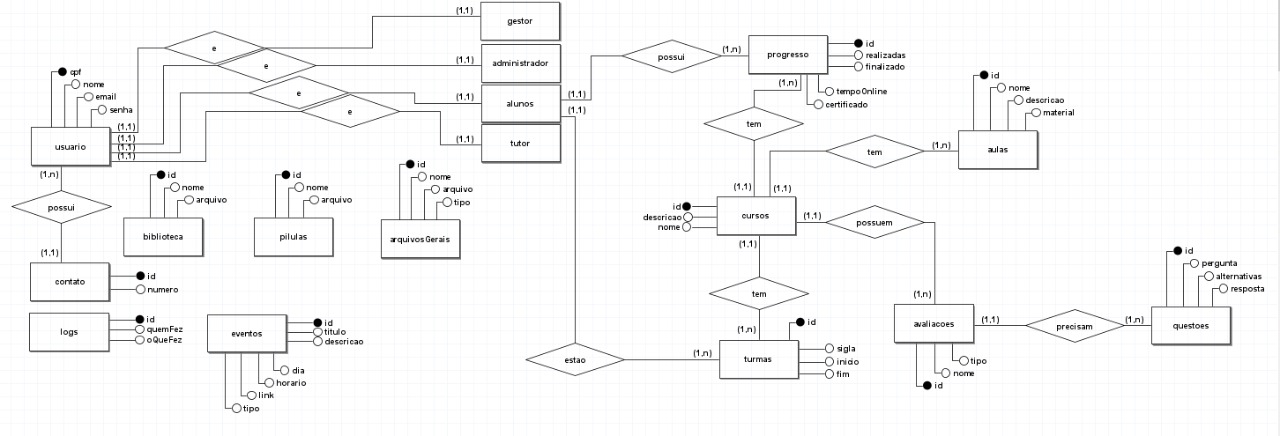 (1,1)
gestor
e
(1,1)
administrador
e
(1,1)
alunos
e
(1,1)
tutor
e
cpf
nome
email
senha
usuario
(1,1)
(1,1)
(1,1)
(1,1)
(1,n)
possui
(1,1)
contato
id
numero
id
nome
arquivo
biblioteca
id
nome
arquivo
pilulas
id
nome
arquivo
tipo
arquivosGerais
logs
id
quemFez
oQueFez
eventos
id
titulo
descricao
dia
horario
link
tipo
(1,1)
possui
(1,n)
progresso
id
realizadas
finalizado
tempoOnline
certificado
(1,n)
tem
(1,1)
(1,1)
tem
(1,n)
id
nome
descricao
material
aulas
id
descricao
nome
cursos
(1,1)
possuem
(1,n)
(1,1)
tem
(1,n)
(1,1)
estao
(1,n)
turmas
id
sigla
inicio
fim
avaliacoes
tipo
nome
id
(1,1)
precisam
(1,n)
id
pergunta
alternativas
resposta
questoes